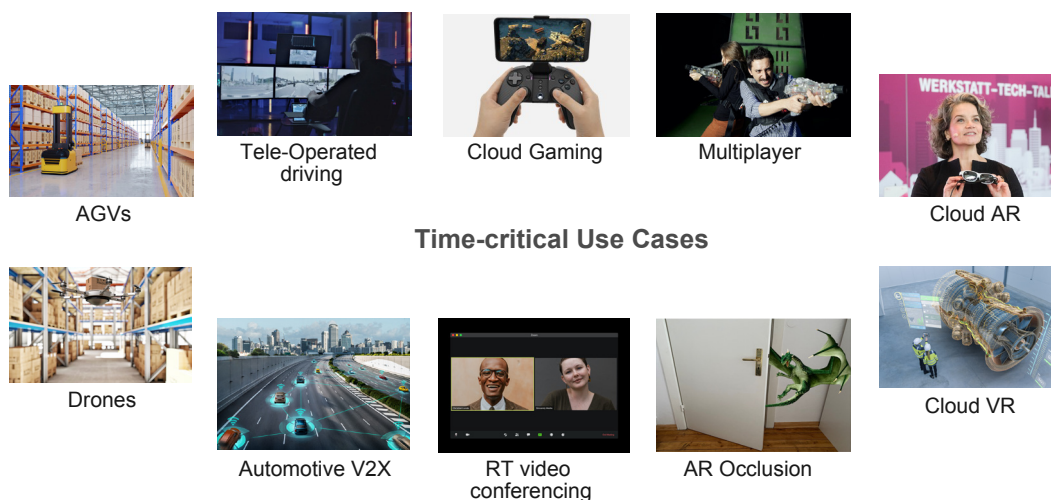 Tele-Operated
driving
Cloud Gaming
Multiplayer
WERKSTATT-TECH-TAL
AGVs
Cloud AR
Time-critical Use Cases
Drones
Cloud VR
Automotive V2X
RT video
conferencing
AR Occlusion